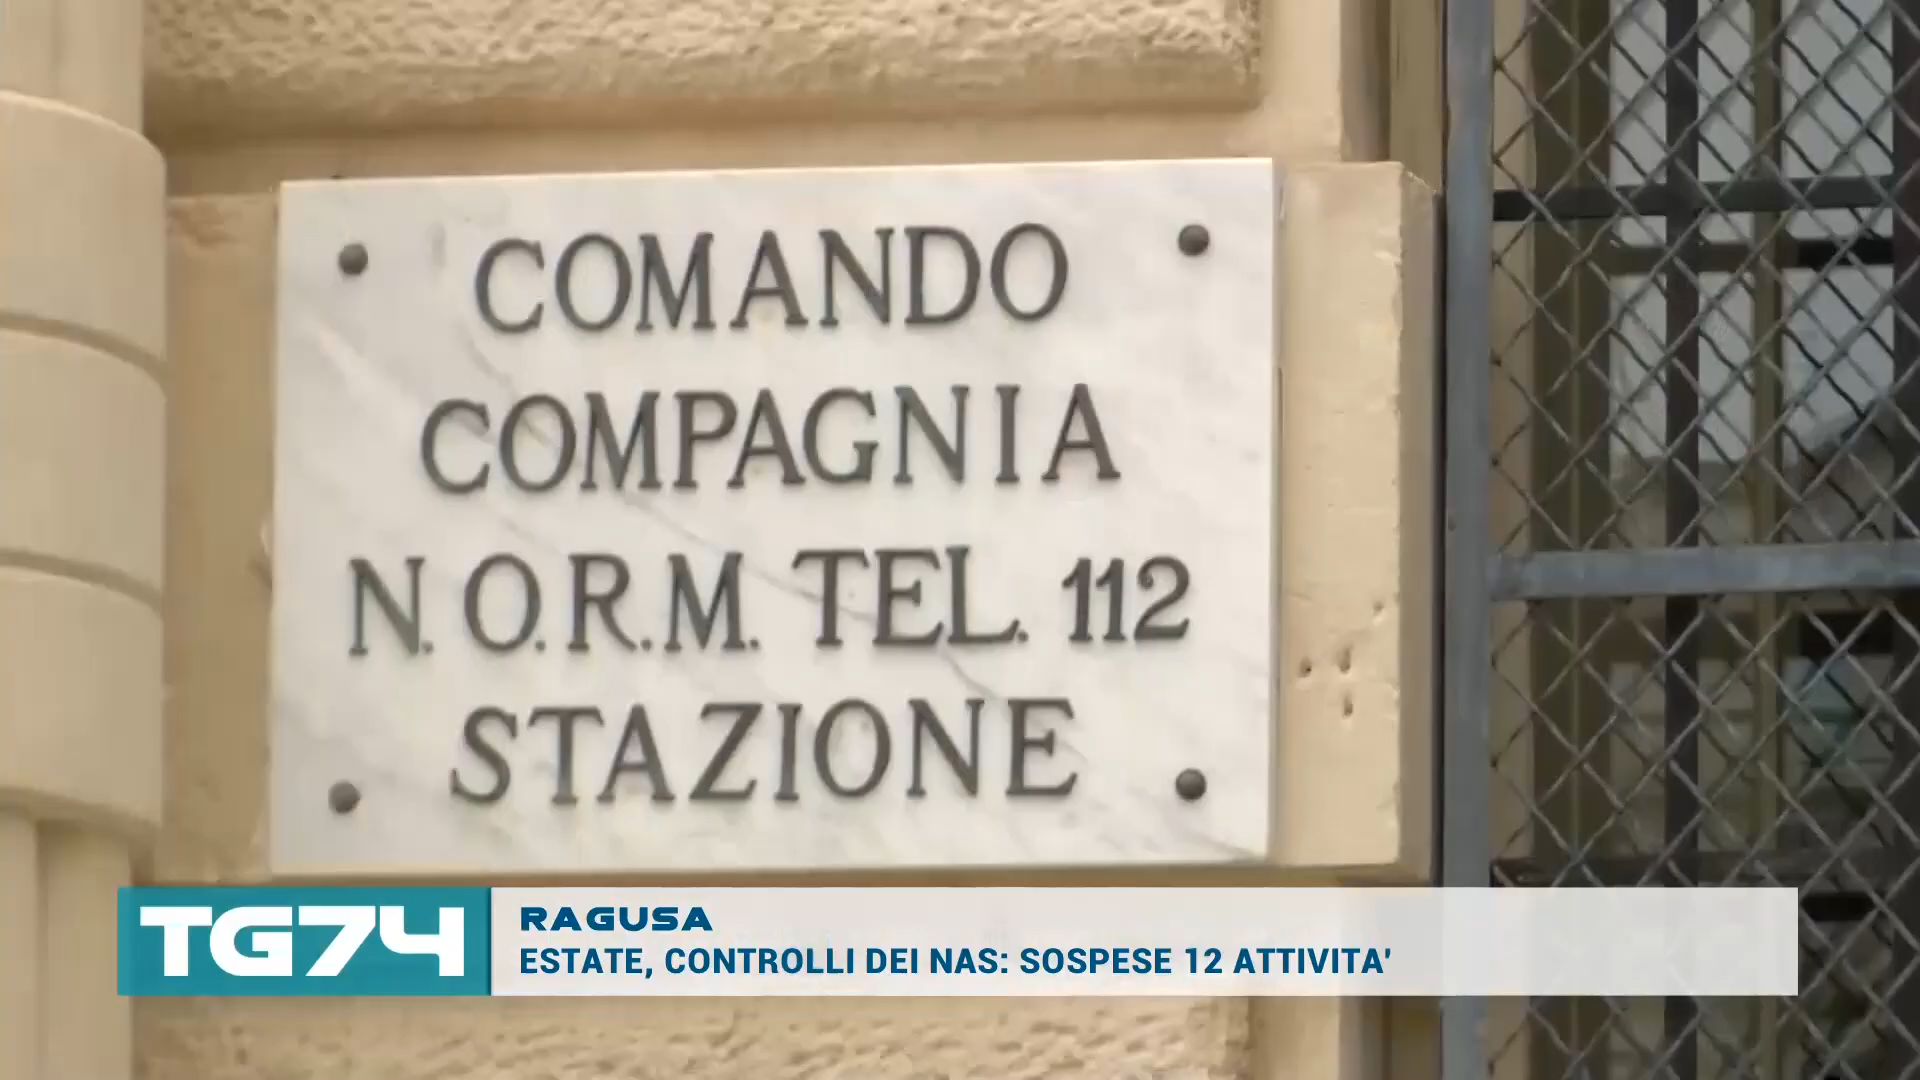 COMANDO
COMPAGNIA
N.O.R.M. TEL. 112
STAZIONE
TG74
RAGUSA
ESTATE, CONTROLLI DEI NAS: SOSPESE 12 ATTIVITA'